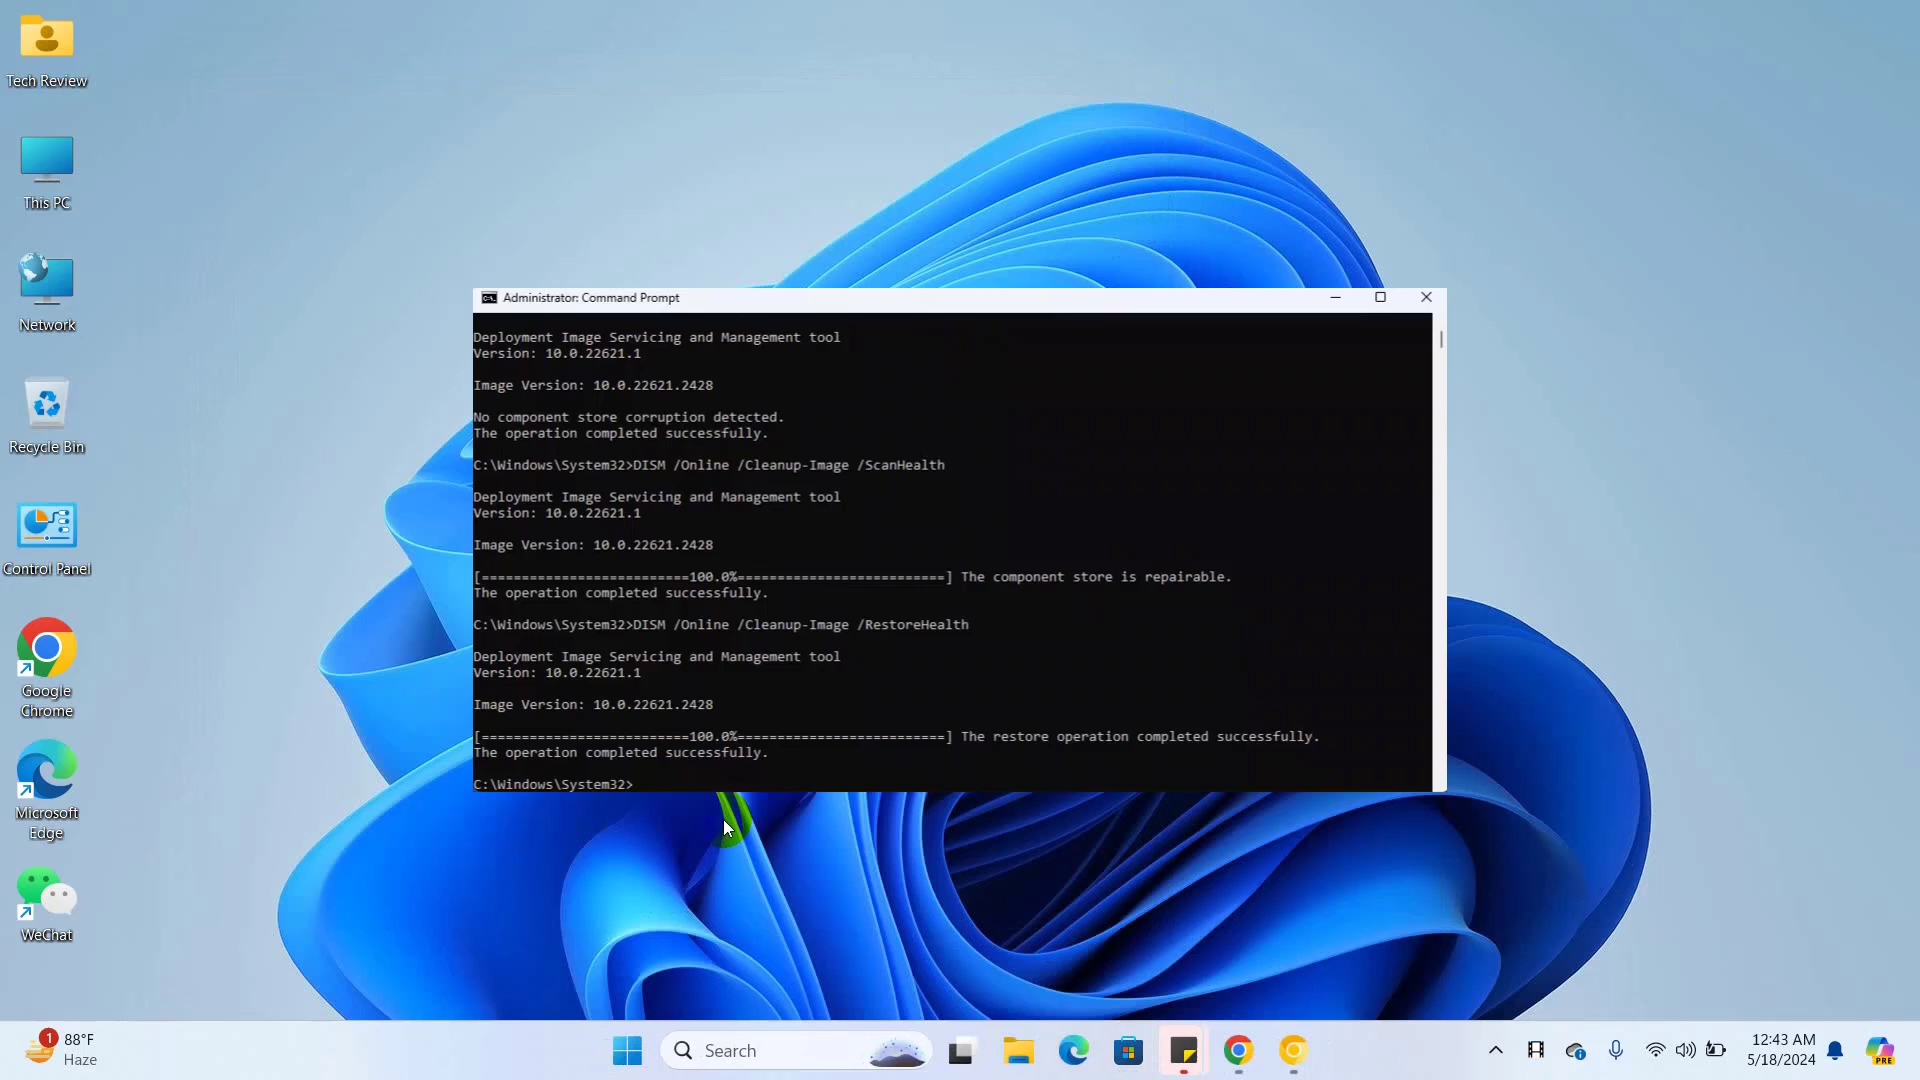 Tech Review
This PC
Network
Recycle Bin
Control Panel
Google
Chrome
Microsoft
Edge
WeChat
Administrator: Command Prompt
Deployment Image Servicing and Management tool
Version: 10.0.22621.1
Image Version: 10.0.22621.2428
No component store corruption detected.
The operation completed successfully.
C:\Windows\System32>DISM /Online /Cleanup-Image /ScanHealth
Deployment Image Servicing and Management tool
Version: 10.0.22621.1
Image Version: 10.0.22621.2428
[==========================100.0%==========================] The component store is repairable.
The operation completed successfully.
C:\Windows\System32>DISM /Online /Cleanup-Image /RestoreHealth
Deployment Image Servicing and Management tool
Version: 10.0.22621.1
Image Version: 10.0.22621.2428
[==========================100.0%==========================] The restore operation completed successfully.
The operation completed successfully.
C:\Windows\System32>
1
88°F
Haze
Search
12:43 AM
5/18/2024
PRE